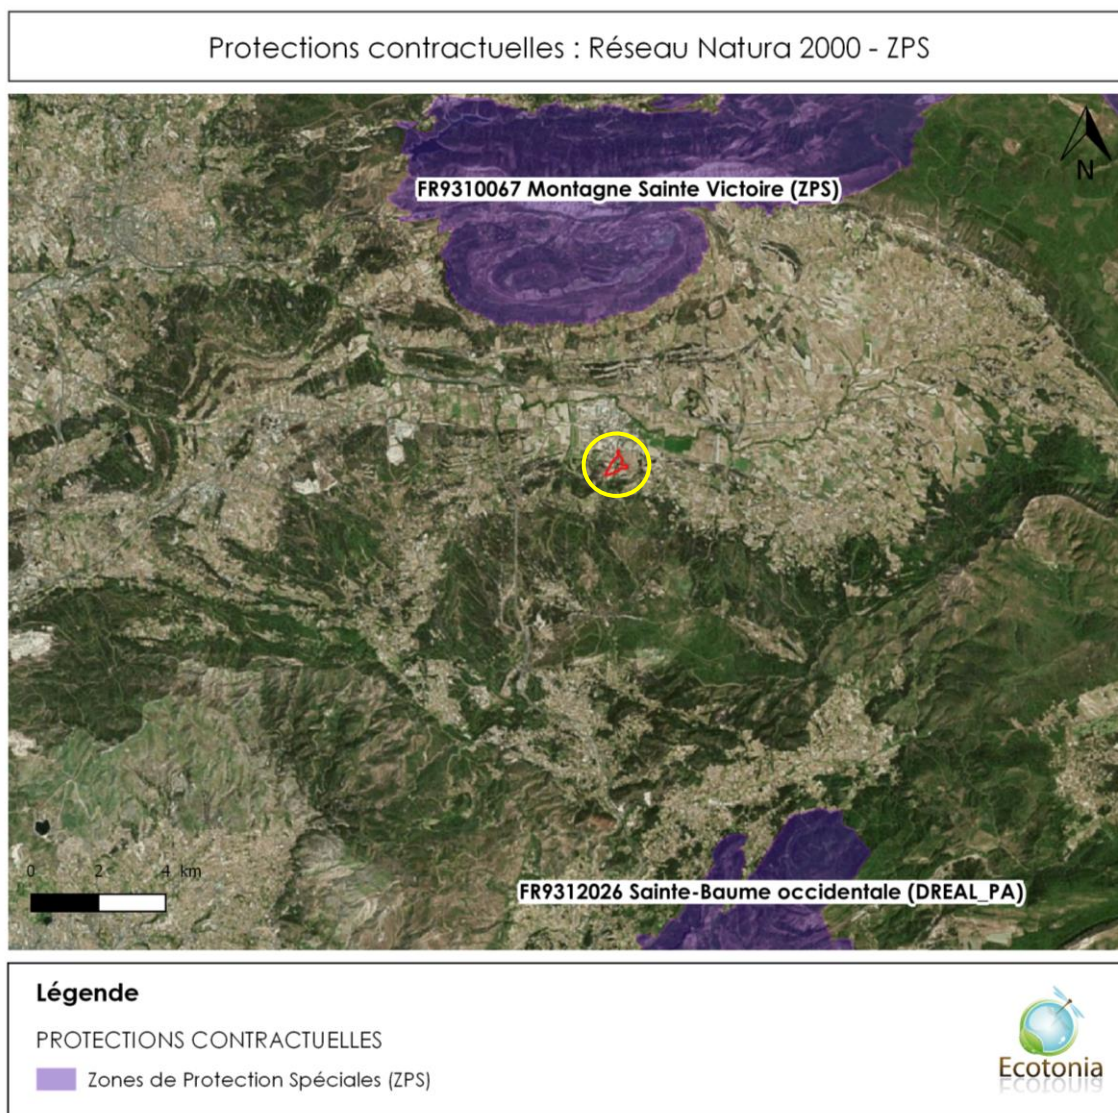 Protections contractuelles : Réseau Natura 2000 - ZPS
N
FR9310067 Montagne Sainte Victoire (ZPS)
0 2 4 km
FR9312026 Sainte-Baume occidentale (DREAL_PA)
Légende
PROTECTIONS CONTRACTUELLES
Zones de Protection Spéciales (ZPS)
Ecotonia